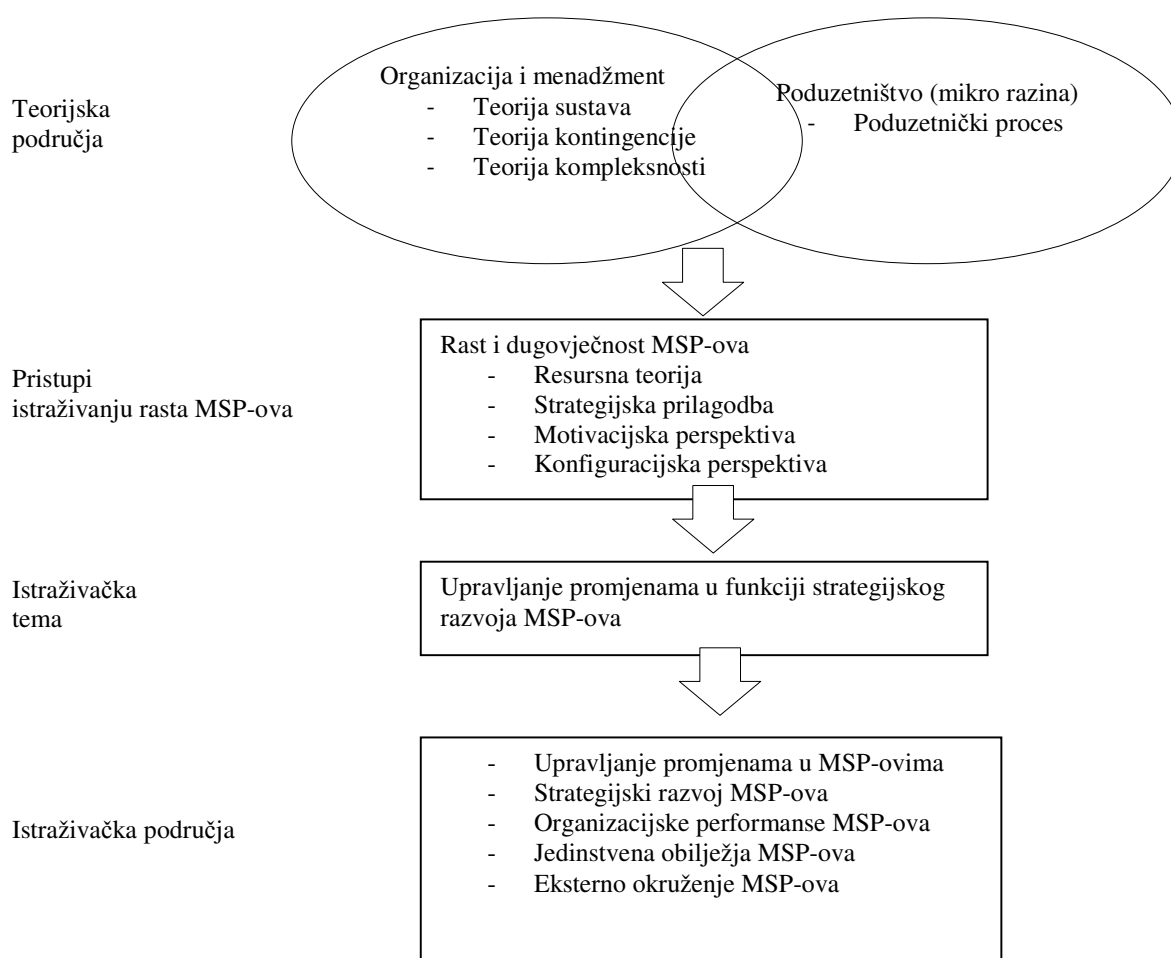 Teorijska
područja
Organizacija i menadžment
- Teorija sustava
- Teorija kontingencije
- Teorija kompleksnosti
Poduzetništvo (mikro razina)
- Poduzetnički proces
Pristupi
istraživanju rasta MSP-ova
Rast i dugovječnost MSP-ova
- Resursna teorija
- Strategijska prilagodba
- Motivacijska perspektiva
- Konfiguracijska perspektiva
Istraživačka
tema
Upravljanje promjenama u funkciji strategijskog
razvoja MSP-ova
Istraživačka područja
- Upravljanje promjenama u MSP-ovima
- Strategijski razvoj MSP-ova
- Organizacijske performanse MSP-ova
- Jedinstvena obilježja MSP-ova
- Eksterno okruženje MSP-ova